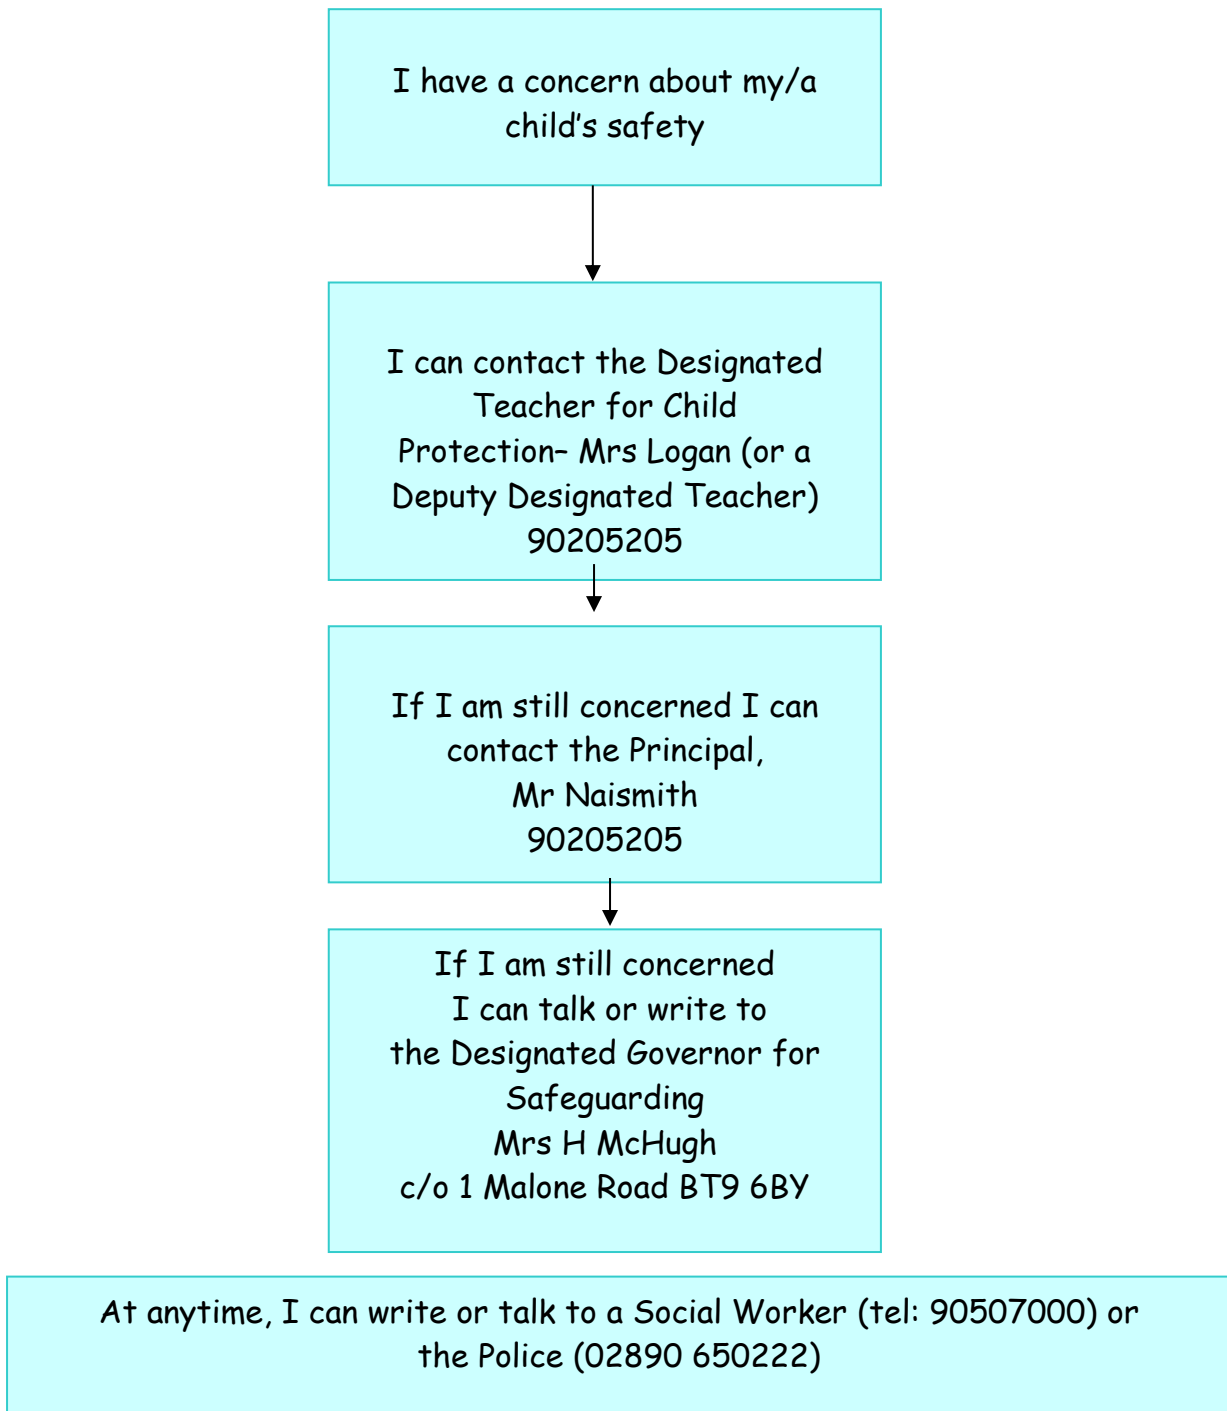 I have a concern about my/a
child's safety
I can contact the Designated
Teacher for Child
Protection– Mrs Logan (or a
Deputy Designated Teacher)
90205205
If I am still concerned I can
contact the Principal,
Mr Naismith
90205205
If I am still concerned
I can talk or write to
the Designated Governor for
Safeguarding
Mrs H McHugh
c/o 1 Malone Road BT9 6BY
At anytime, I can write or talk to a Social Worker (tel: 90507000) or
the Police (02890 650222)